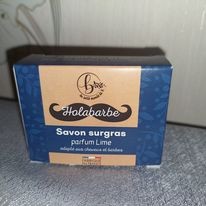 Holabarbe
Savon surgras
parfum Lime
adapté aux cheveux et barbes